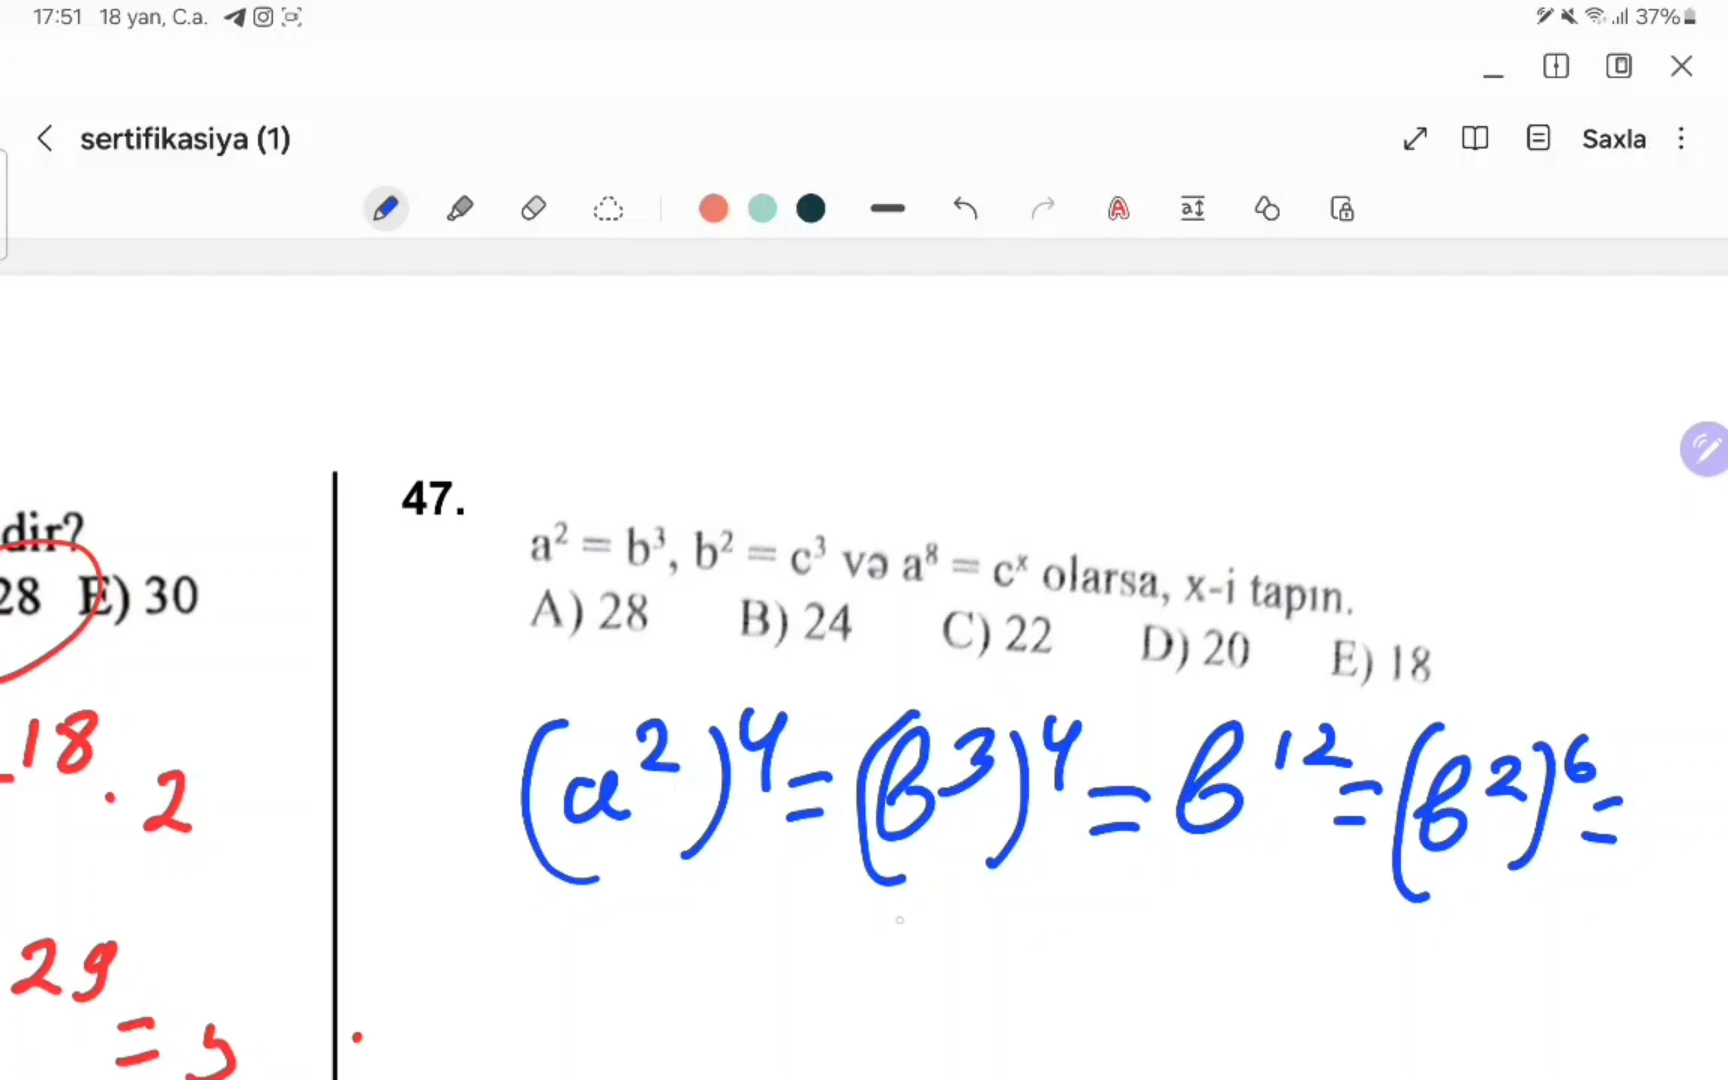 17:51 18 yan, C.a.
37%
sertifikasiya (1)
Saxla
dir?
28 E) 30
18 · 2
29
= 5
47.
a² = b³, b² = c³ və a⁸ = cˣ olarsa, x-i tapın.
A) 28 B) 24 C) 22 D) 20 E) 18
(a²)⁴ = (b³)⁴ = b¹² = (b²)⁶ =